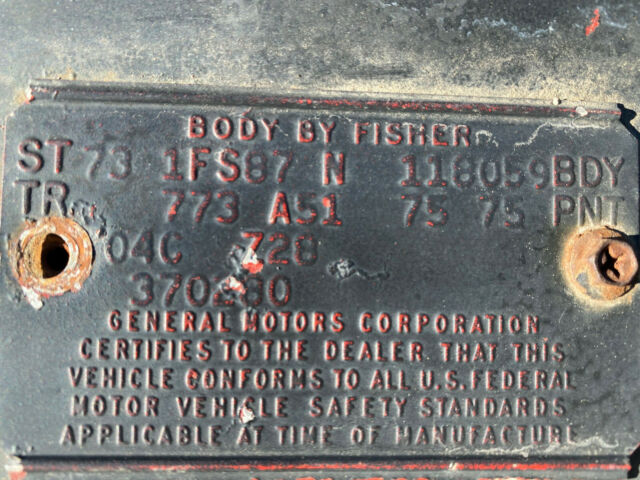 BODY BY FISHER
ST 73 1FS87 N 118059 BDY
TR 773 A51 75 75 PNT
04C 728
370280
GENERAL MOTORS CORPORATION
CERTIFIES TO THE DEALER THAT THIS
VEHICLE CONFORMS TO ALL U.S. FEDERAL
MOTOR VEHICLE SAFETY STANDARDS
APPLICABLE AT TIME OF MANUFACTURE